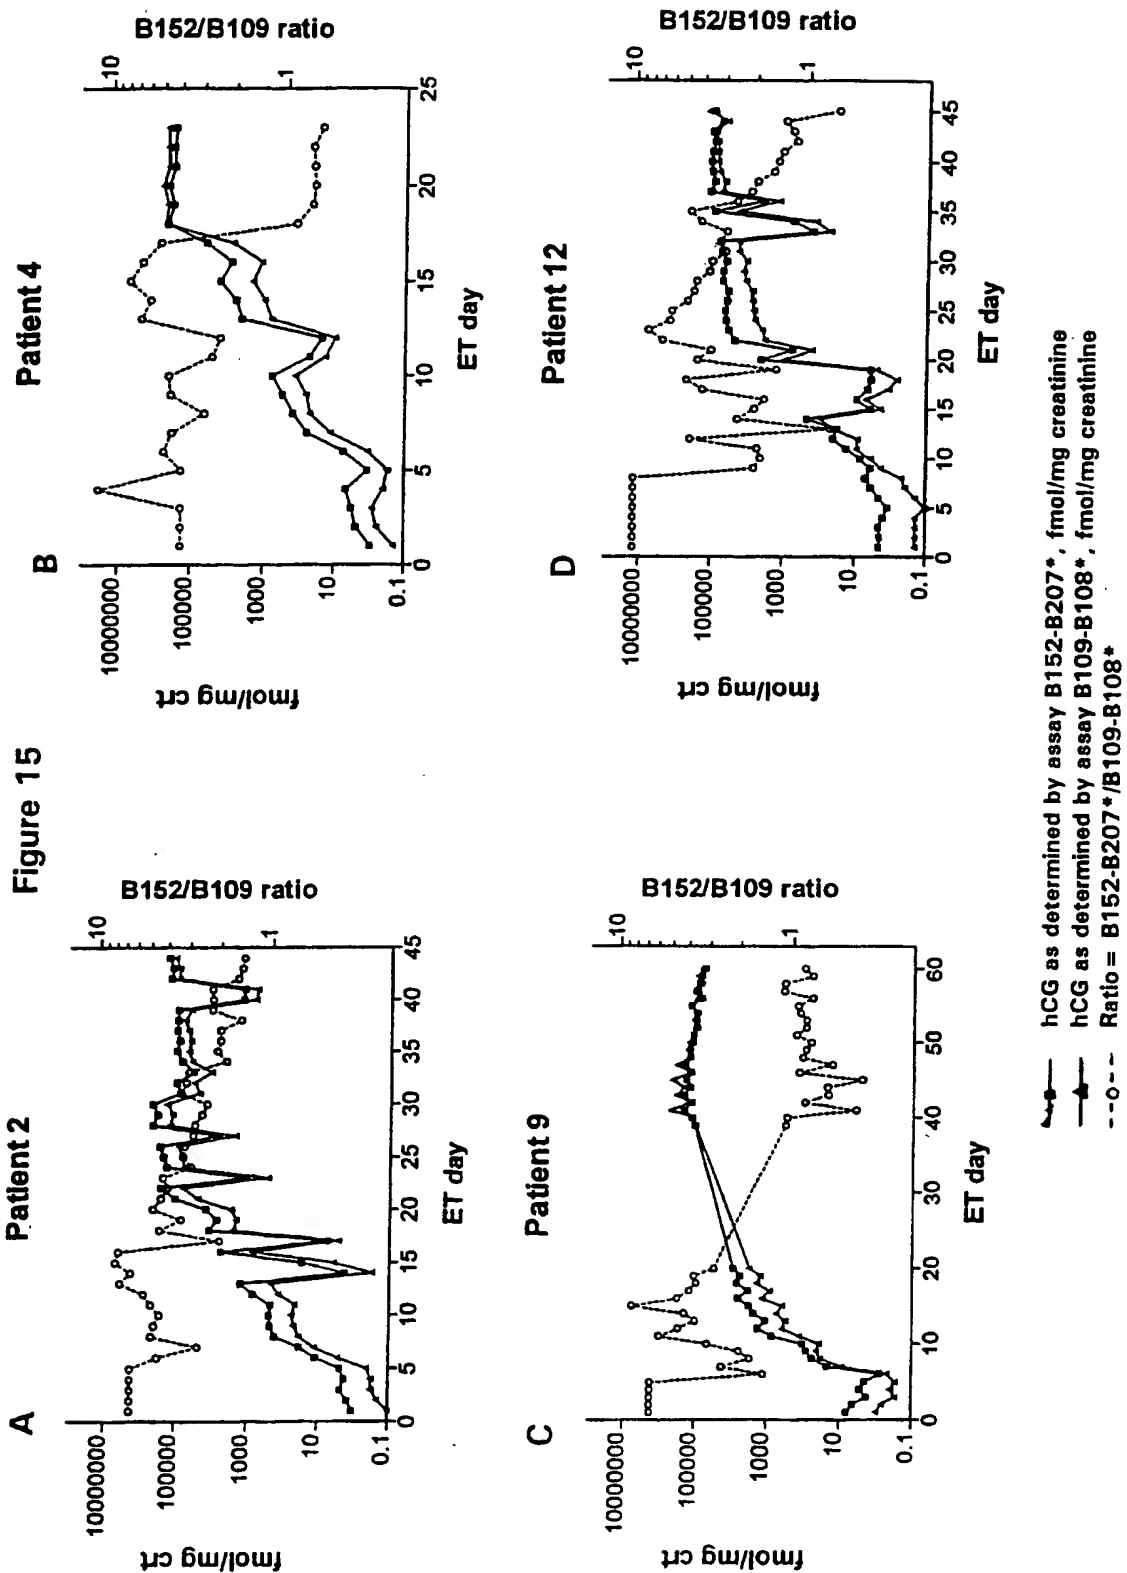 Figure 15
A
Patient 2
B152/B109 ratio
10000000
100000
1000
10
0.1
fmol/mg crt
10
1
0
5
10
15
20
25
30
35
40
45
ET day
B
Patient 4
B152/B109 ratio
1000000
100000
1000
10
0.1
fmol/mg crt
10
1
0
5
10
15
20
25
ET day
C
Patient 9
B152/B109 ratio
1000000
100000
1000
10
0.1
fmol/mg crt
10
1
0
10
20
30
40
50
60
ET day
D
Patient 12
B152/B109 ratio
10000000
100000
1000
10
0.1
fmol/mg crt
10
1
0
5
10
15
20
25
30
35
40
45
ET day
hCG as determined by assay B152-B207*, fmol/mg creatinine
hCG as determined by assay B109-B108*, fmol/mg creatinine
Ratio = B152-B207*/B109-B108*